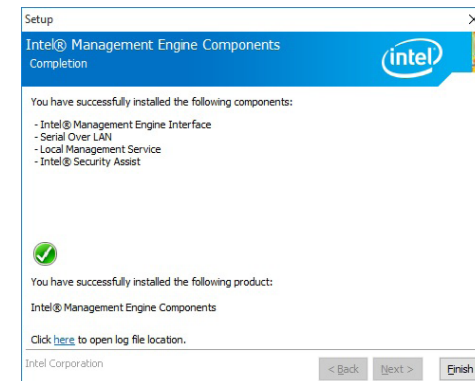 Setup
Intel® Management Engine Components
Completion
intel
You have successfully installed the following components:
- Intel® Management Engine Interface
- Serial Over LAN
- Local Management Service
- Intel® Security Assist
You have successfully installed the following product:
Intel® Management Engine Components
Click here to open log file location.
Intel Corporation
< Back Next > Finish